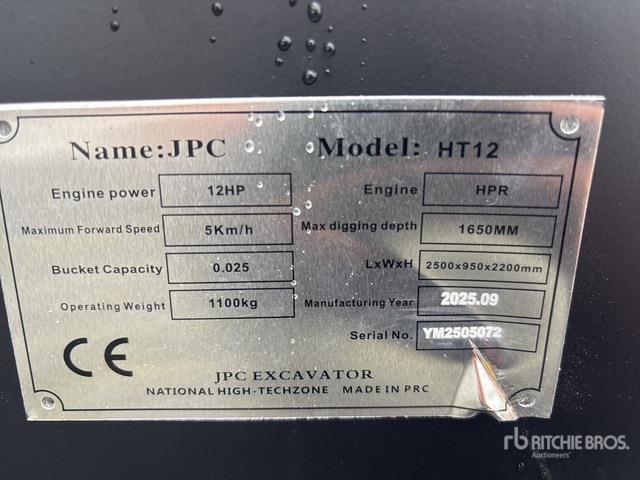 Name:JPC Model: HT12
Engine power 12HP Engine HPR
Maximum Forward Speed 5Km/h Max digging depth 1650MM
Bucket Capacity 0.025 LxWxH 2500x950x2200mm
Operating Weight 1100kg Manufacturing Year 2025.09
Serial No. YM2505072
CE
JPC EXCAVATOR
NATIONAL HIGH-TECHZONE MADE IN PRC
rb RITCHIE BROS.
Auctioneers